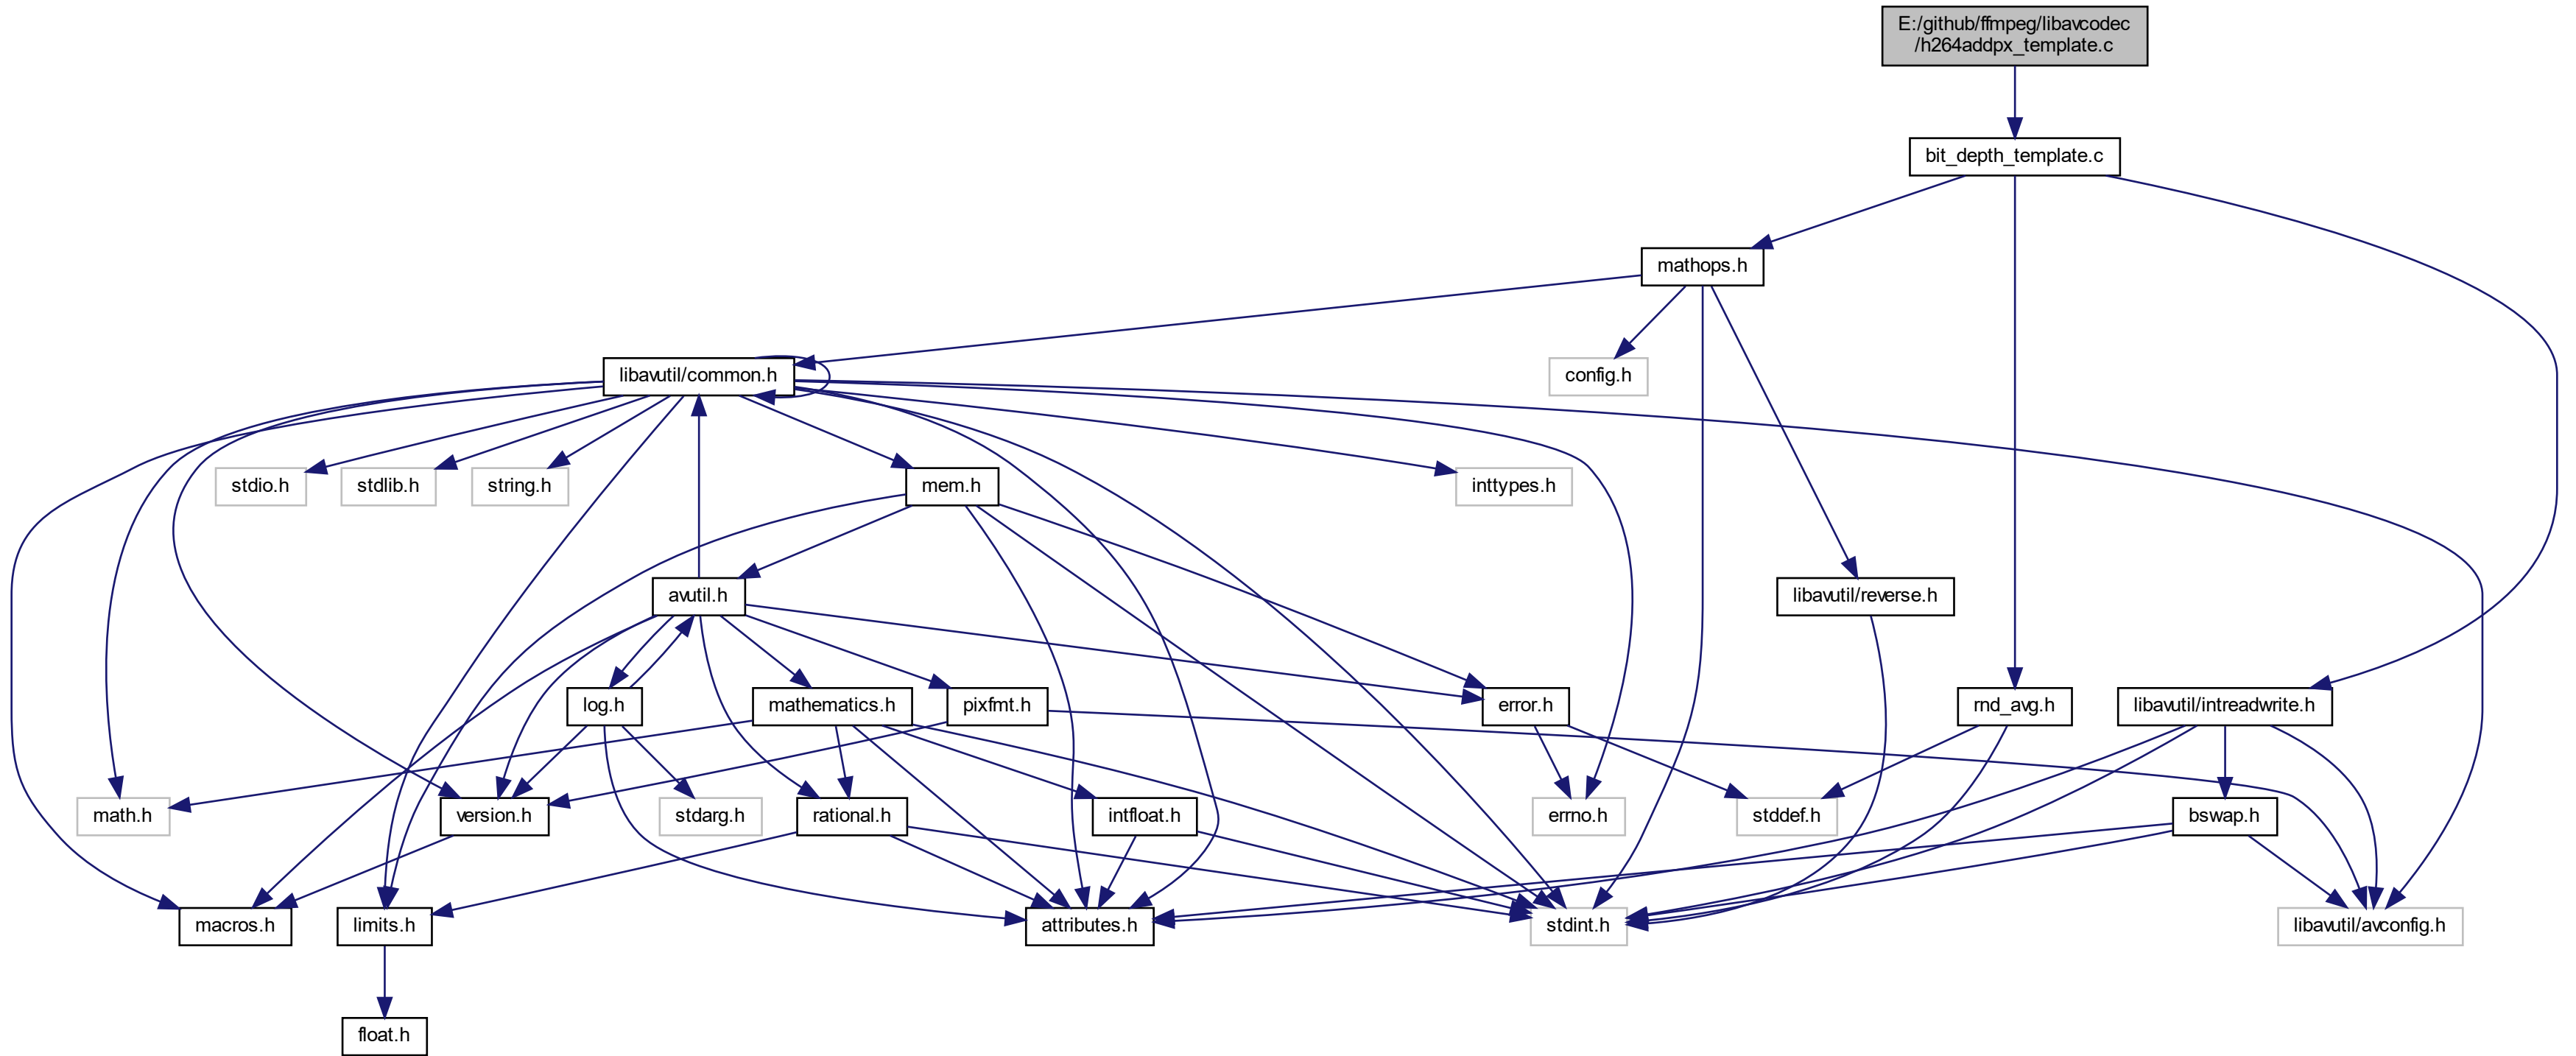 E:/github/ffmpeg/libavcodec
/h264addpx_template.c
bit_depth_template.c
mathops.h
libavutil/common.h
config.h
stdio.h
stdlib.h
string.h
mem.h
inttypes.h
avutil.h
libavutil/reverse.h
log.h
mathematics.h
pixfmt.h
error.h
rnd_avg.h
libavutil/intreadwrite.h
math.h
version.h
stdarg.h
rational.h
intfloat.h
errno.h
stddef.h
bswap.h
macros.h
limits.h
attributes.h
stdint.h
libavutil/avconfig.h
float.h